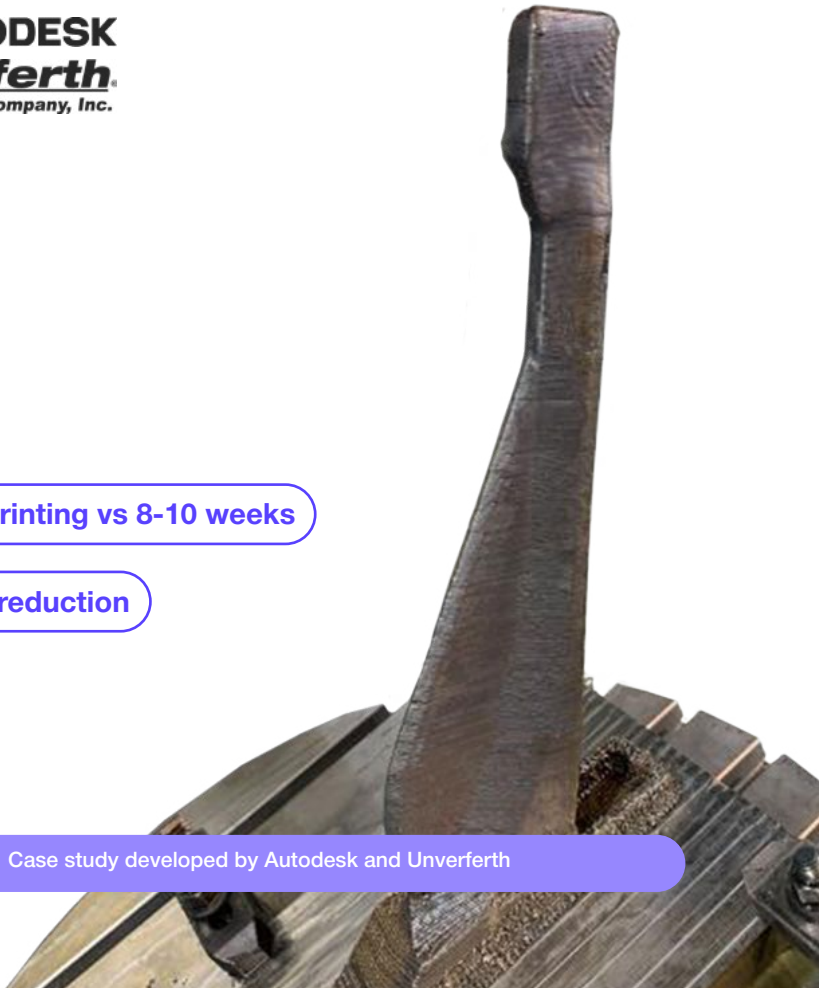 ODESK
ferth
ompany, Inc.
rinting vs 8-10 weeks
reduction
Case study developed by Autodesk and Unverferth